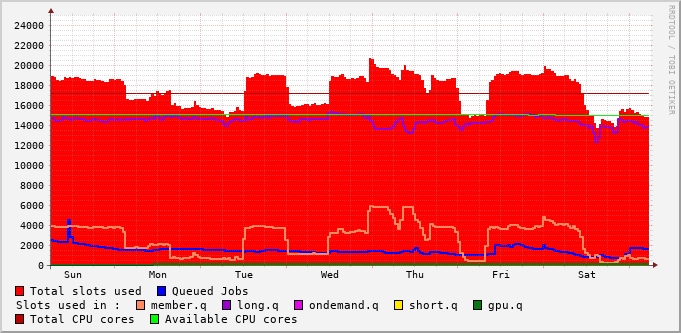 RRDTOOL / TOBI OETIKER
24000
22000
20000
18000
16000
14000
12000
10000
8000
6000
4000
2000
0
Sun Mon Tue Wed Thu Fri Sat
Total slots used Queued Jobs
Slots used in : member.q long.q ondemand.q short.q gpu.q
Total CPU cores Available CPU cores